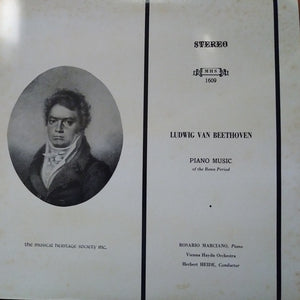 STEREO
MHS
1609
LUDWIG VAN BEETHOVEN
PIANO MUSIC
of the Bonn Period
ROSARIO MARCIANO, Piano
Vienna Haydn Orchestra
Herbert HEIDE, Conductor
the musical heritage society inc.